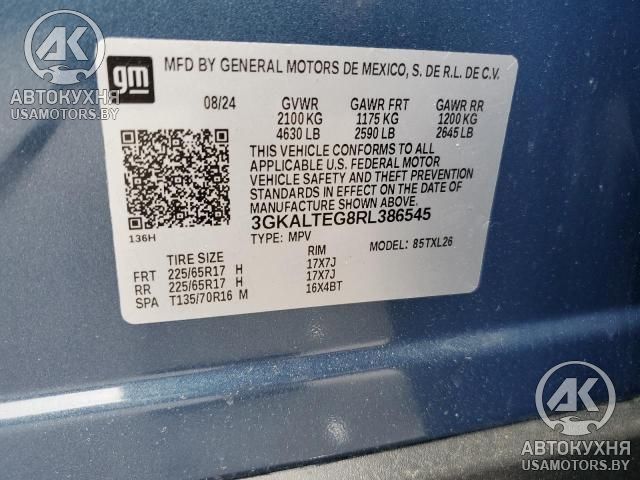 AK
АВТОКУХНЯ
USAMOTORS.BY
gm
MFD BY GENERAL MOTORS DE MEXICO, S. DE R.L. DE C.V.
08/24 GVWR GAWR FRT GAWR RR
2100 KG 1175 KG 1200 KG
4630 LB 2590 LB 2645 LB
THIS VEHICLE CONFORMS TO ALL
APPLICABLE U.S. FEDERAL MOTOR
VEHICLE SAFETY AND THEFT PREVENTION
STANDARDS IN EFFECT ON THE DATE OF
MANUFACTURE SHOWN ABOVE.
3GKALTEG8RL386545
136H
TYPE: MPV MODEL: 85TXL26
TIRE SIZE RIM
FRT 225/65R17 H 17X7J
RR 225/65R17 H 17X7J
SPA T135/70R16 M 16X4BT
AK
АВТОКУХНЯ
USAMOTORS.BY